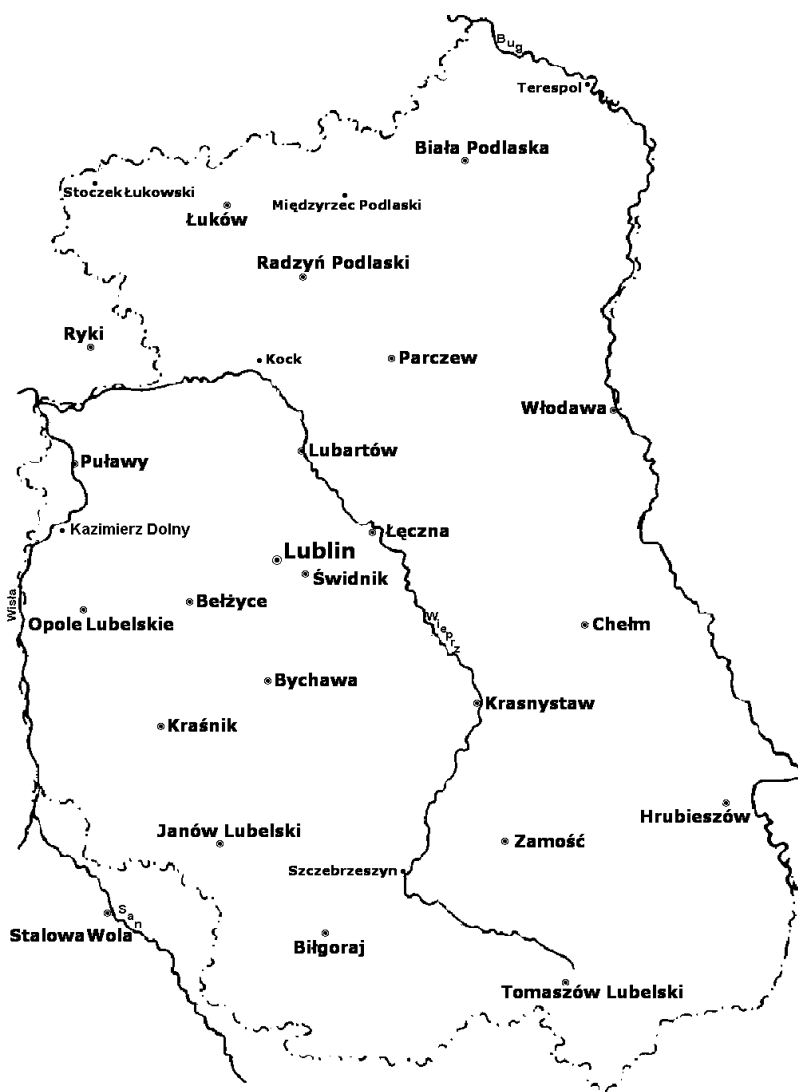 Bug
Terespol
Biała Podlaska
Stoczek Łukowski
Międzyrzec Podlaski
Łuków
Radzyń Podlaski
Ryki
Kock
Parczew
Włodawa
Lubartów
Puławy
Kazimierz Dolny
Łęczna
Lublin
Świdnik
Wisła
Bełżyce
Opole Lubelskie
Wieprz
Chełm
Bychawa
Krasnystaw
Kraśnik
Hrubieszów
Janów Lubelski
Zamość
Szczebrzeszyn
San
Stalowa Wola
Biłgoraj
Tomaszów Lubelski